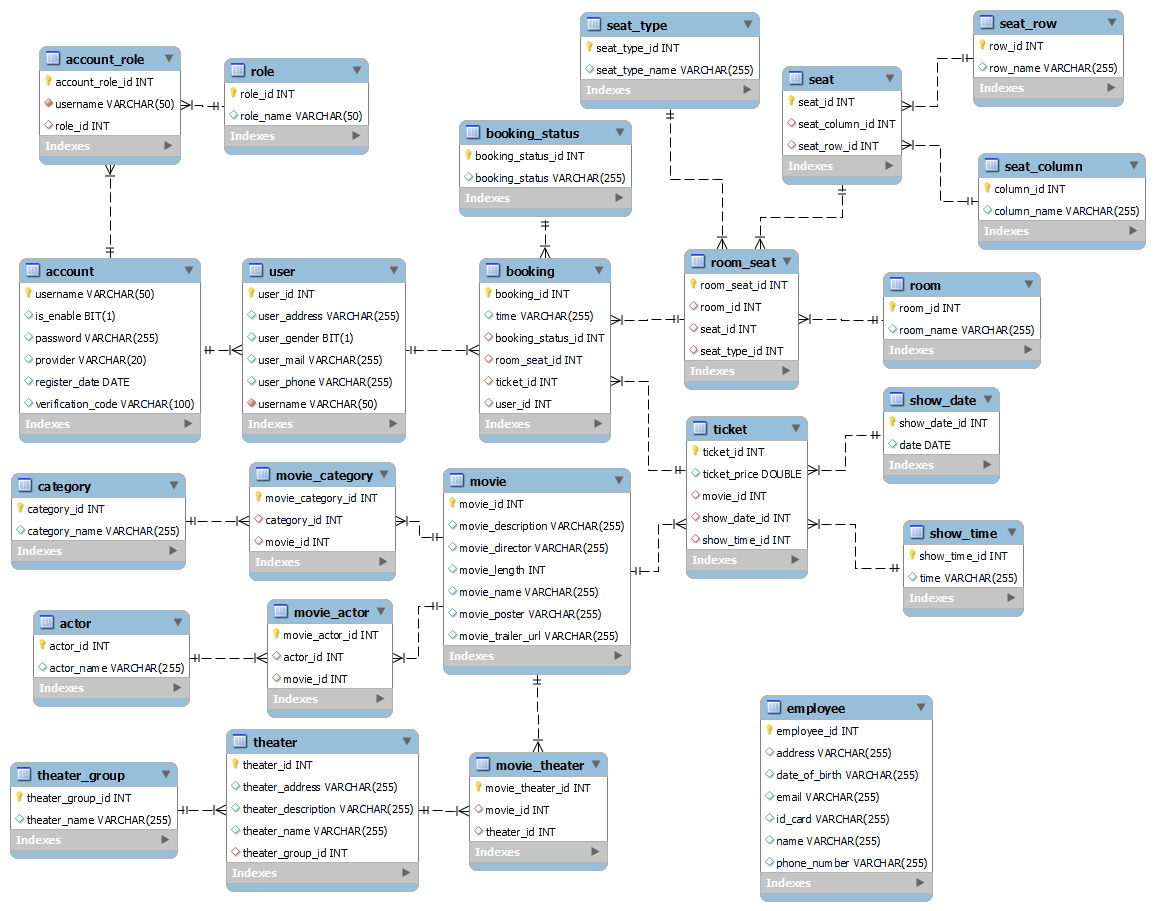 account_role
account_role_id INT
username VARCHAR(50)
role_id INT
Indexes
role
role_id INT
role_name VARCHAR(50)
Indexes
seat_type
seat_type_id INT
seat_type_name VARCHAR(255)
Indexes
seat
seat_id INT
seat_column_id INT
seat_row_id INT
Indexes
seat_row
row_id INT
row_name VARCHAR(255)
Indexes
booking_status
booking_status_id INT
booking_status VARCHAR(255)
Indexes
seat_column
column_id INT
column_name VARCHAR(255)
Indexes
account
username VARCHAR(50)
is_enable BIT(1)
password VARCHAR(255)
provider VARCHAR(20)
register_date DATE
verification_code VARCHAR(100)
Indexes
user
user_id INT
user_address VARCHAR(255)
user_gender BIT(1)
user_mail VARCHAR(255)
user_phone VARCHAR(255)
username VARCHAR(50)
Indexes
booking
booking_id INT
time VARCHAR(255)
booking_status_id INT
room_seat_id INT
ticket_id INT
user_id INT
Indexes
room_seat
room_seat_id INT
room_id INT
seat_id INT
seat_type_id INT
Indexes
room
room_id INT
room_name VARCHAR(255)
Indexes
show_date
show_date_id INT
date DATE
Indexes
ticket
ticket_id INT
ticket_price DOUBLE
movie_id INT
show_date_id INT
show_time_id INT
Indexes
show_time
show_time_id INT
time VARCHAR(255)
Indexes
category
category_id INT
category_name VARCHAR(255)
Indexes
movie_category
movie_category_id INT
category_id INT
movie_id INT
Indexes
movie
movie_id INT
movie_description VARCHAR(255)
movie_director VARCHAR(255)
movie_length INT
movie_name VARCHAR(255)
movie_poster VARCHAR(255)
movie_trailer_url VARCHAR(255)
Indexes
actor
actor_id INT
actor_name VARCHAR(255)
Indexes
movie_actor
movie_actor_id INT
actor_id INT
movie_id INT
Indexes
theater_group
theater_group_id INT
theater_name VARCHAR(255)
Indexes
theater
theater_id INT
theater_address VARCHAR(255)
theater_description VARCHAR(255)
theater_name VARCHAR(255)
theater_group_id INT
Indexes
movie_theater
movie_theater_id INT
movie_id INT
theater_id INT
Indexes
employee
employee_id INT
address VARCHAR(255)
date_of_birth VARCHAR(255)
email VARCHAR(255)
id_card VARCHAR(255)
name VARCHAR(255)
phone_number VARCHAR(255)
Indexes